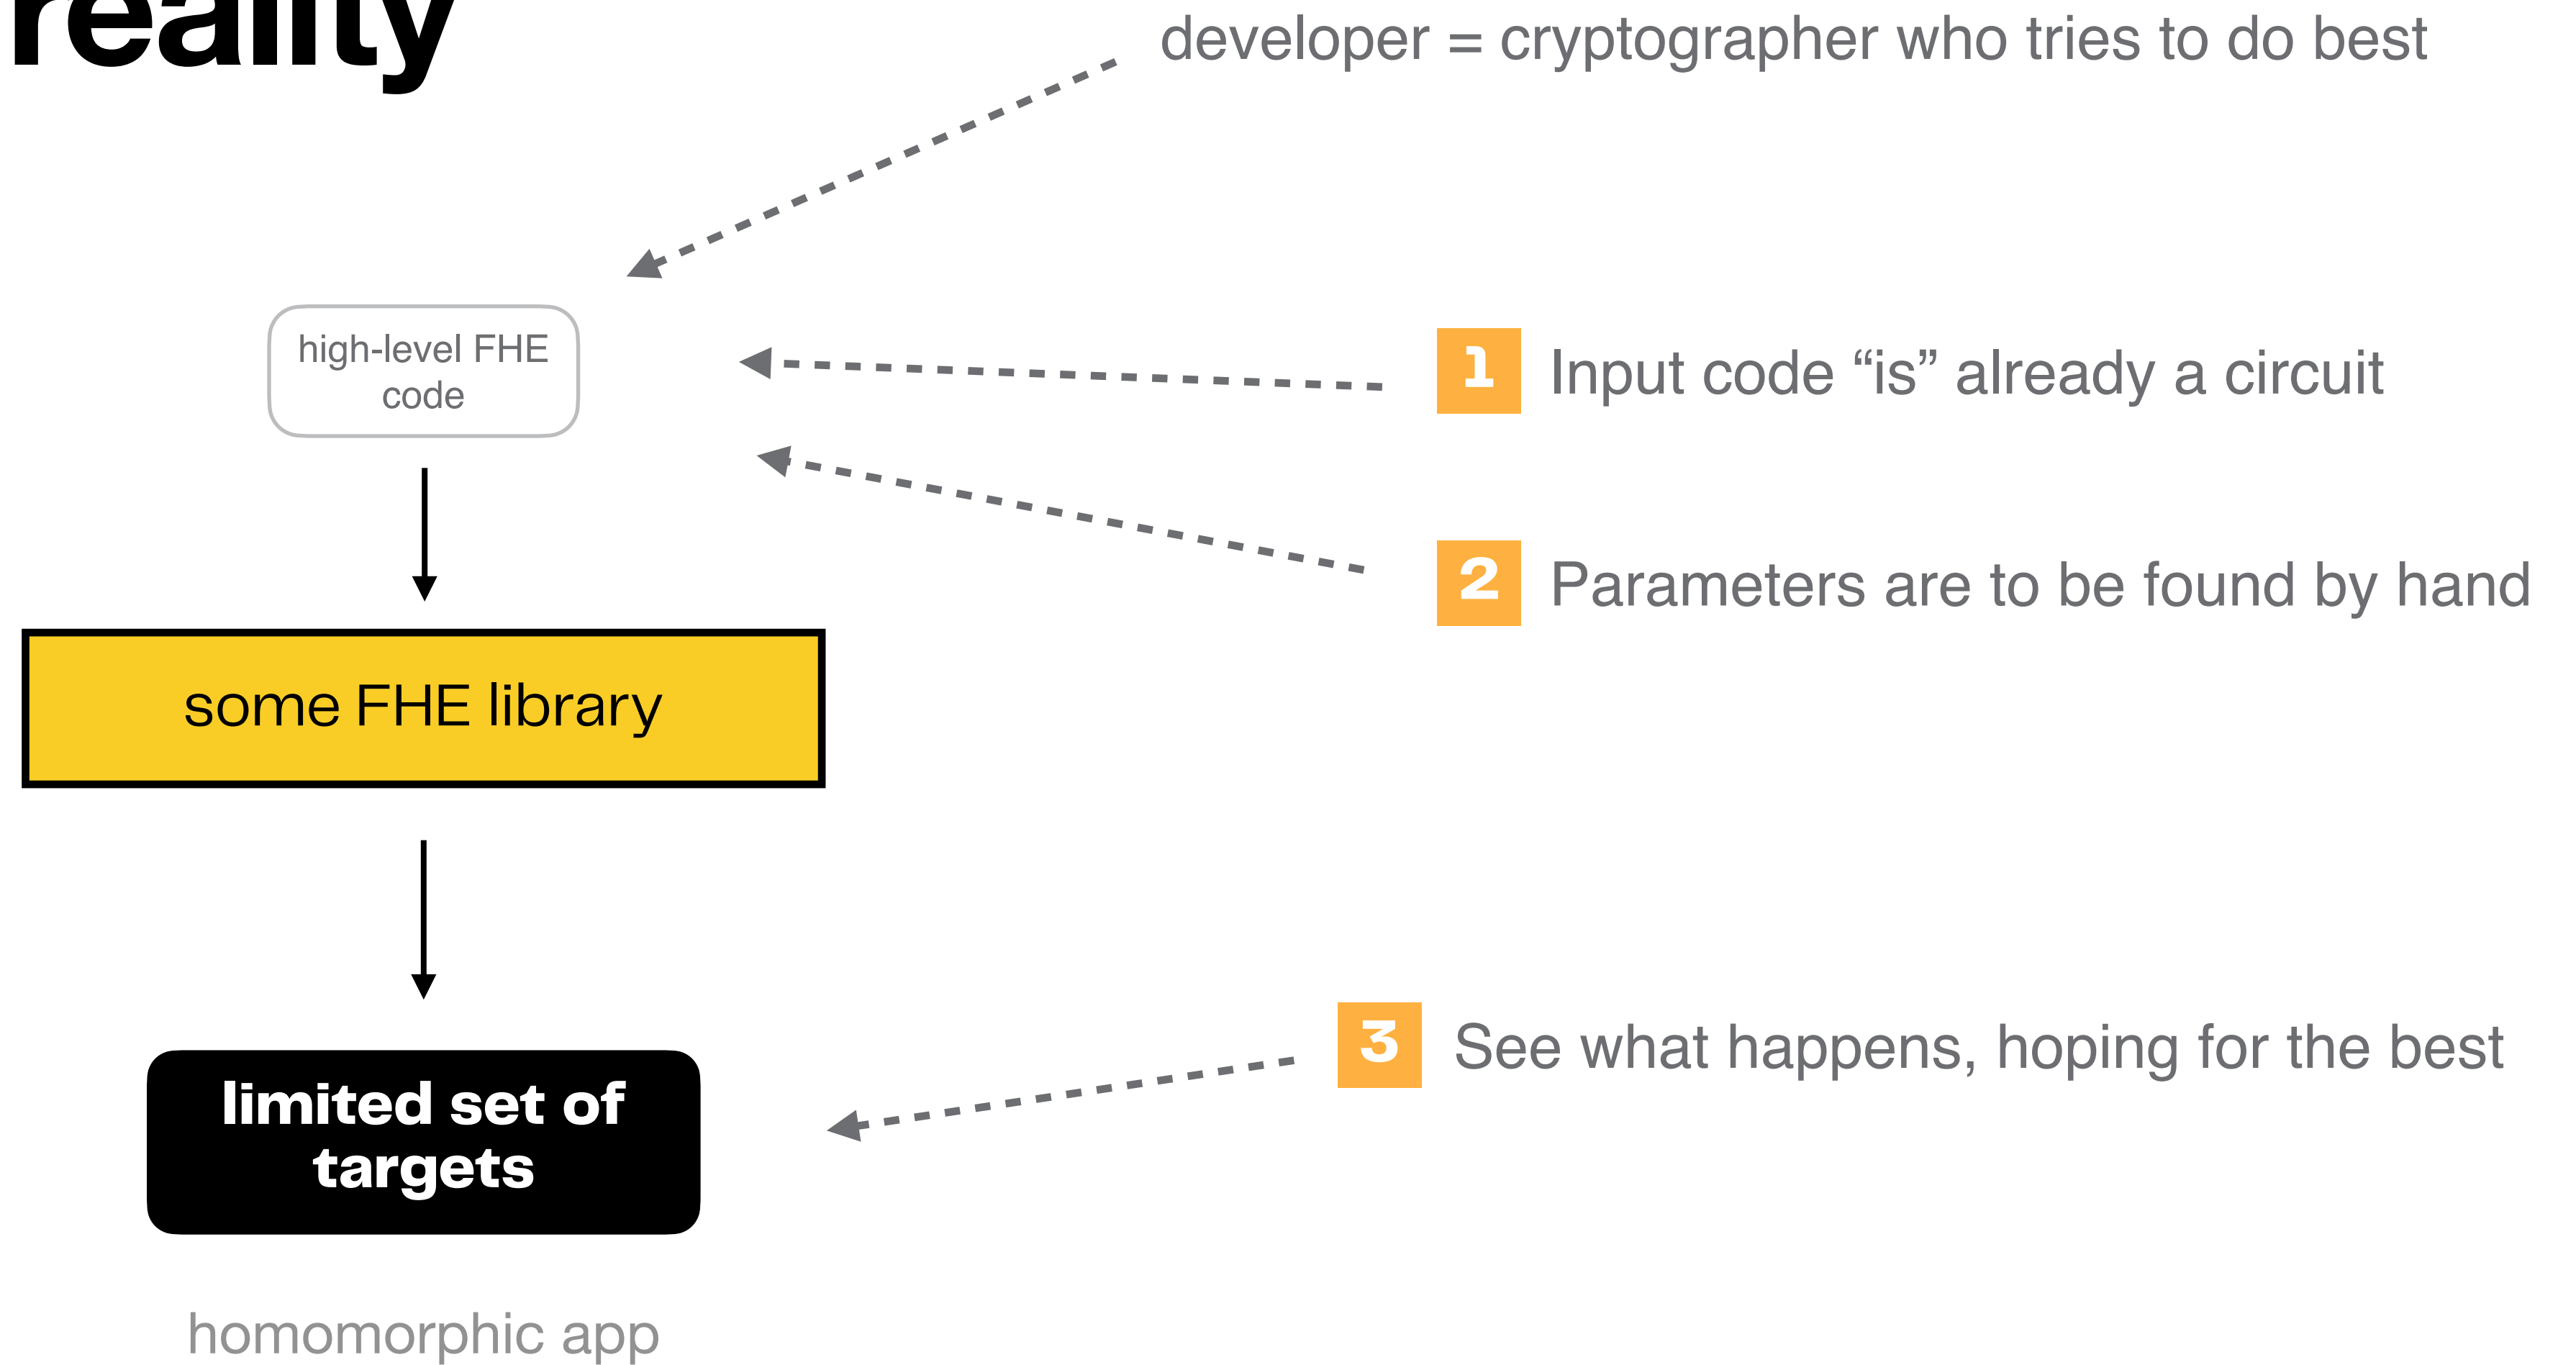 reality
developer = cryptographer who tries to do best
high-level FHE
code
1 Input code “is” already a circuit
2 Parameters are to be found by hand
some FHE library
3 See what happens, hoping for the best
limited set of
targets
homomorphic app